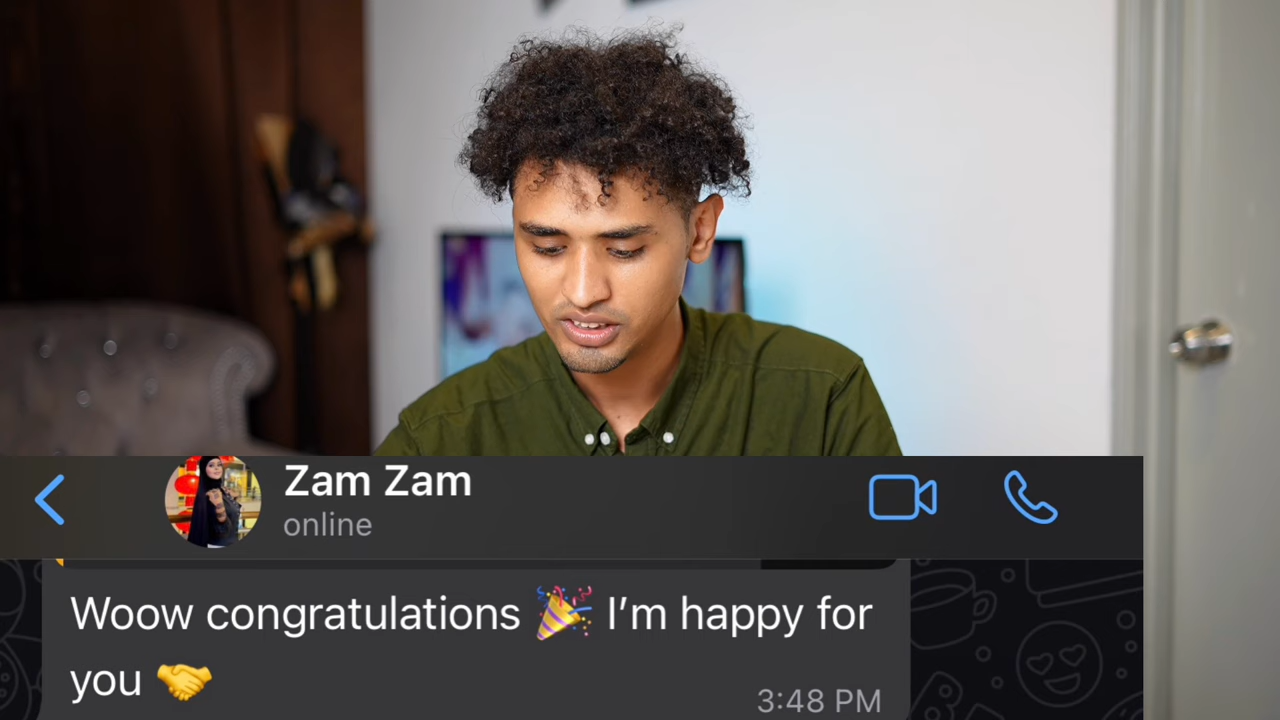 Zam Zam
online
Woow congratulations 🎉 I’m happy for
you 🤝
3:48 PM